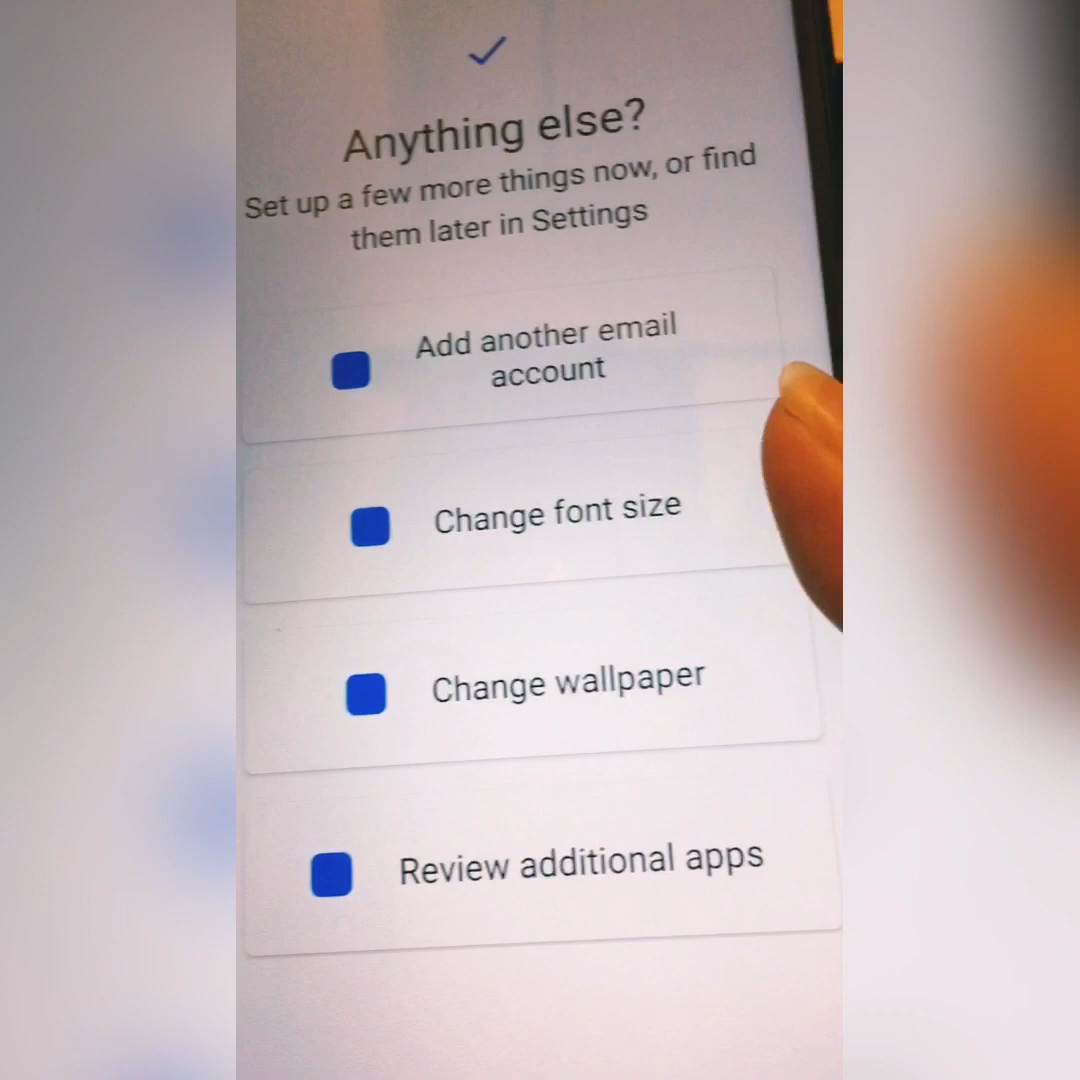 Anything else?
Set up a few more things now, or find
them later in Settings
Add another email
account
Change font size
Change wallpaper
Review additional apps